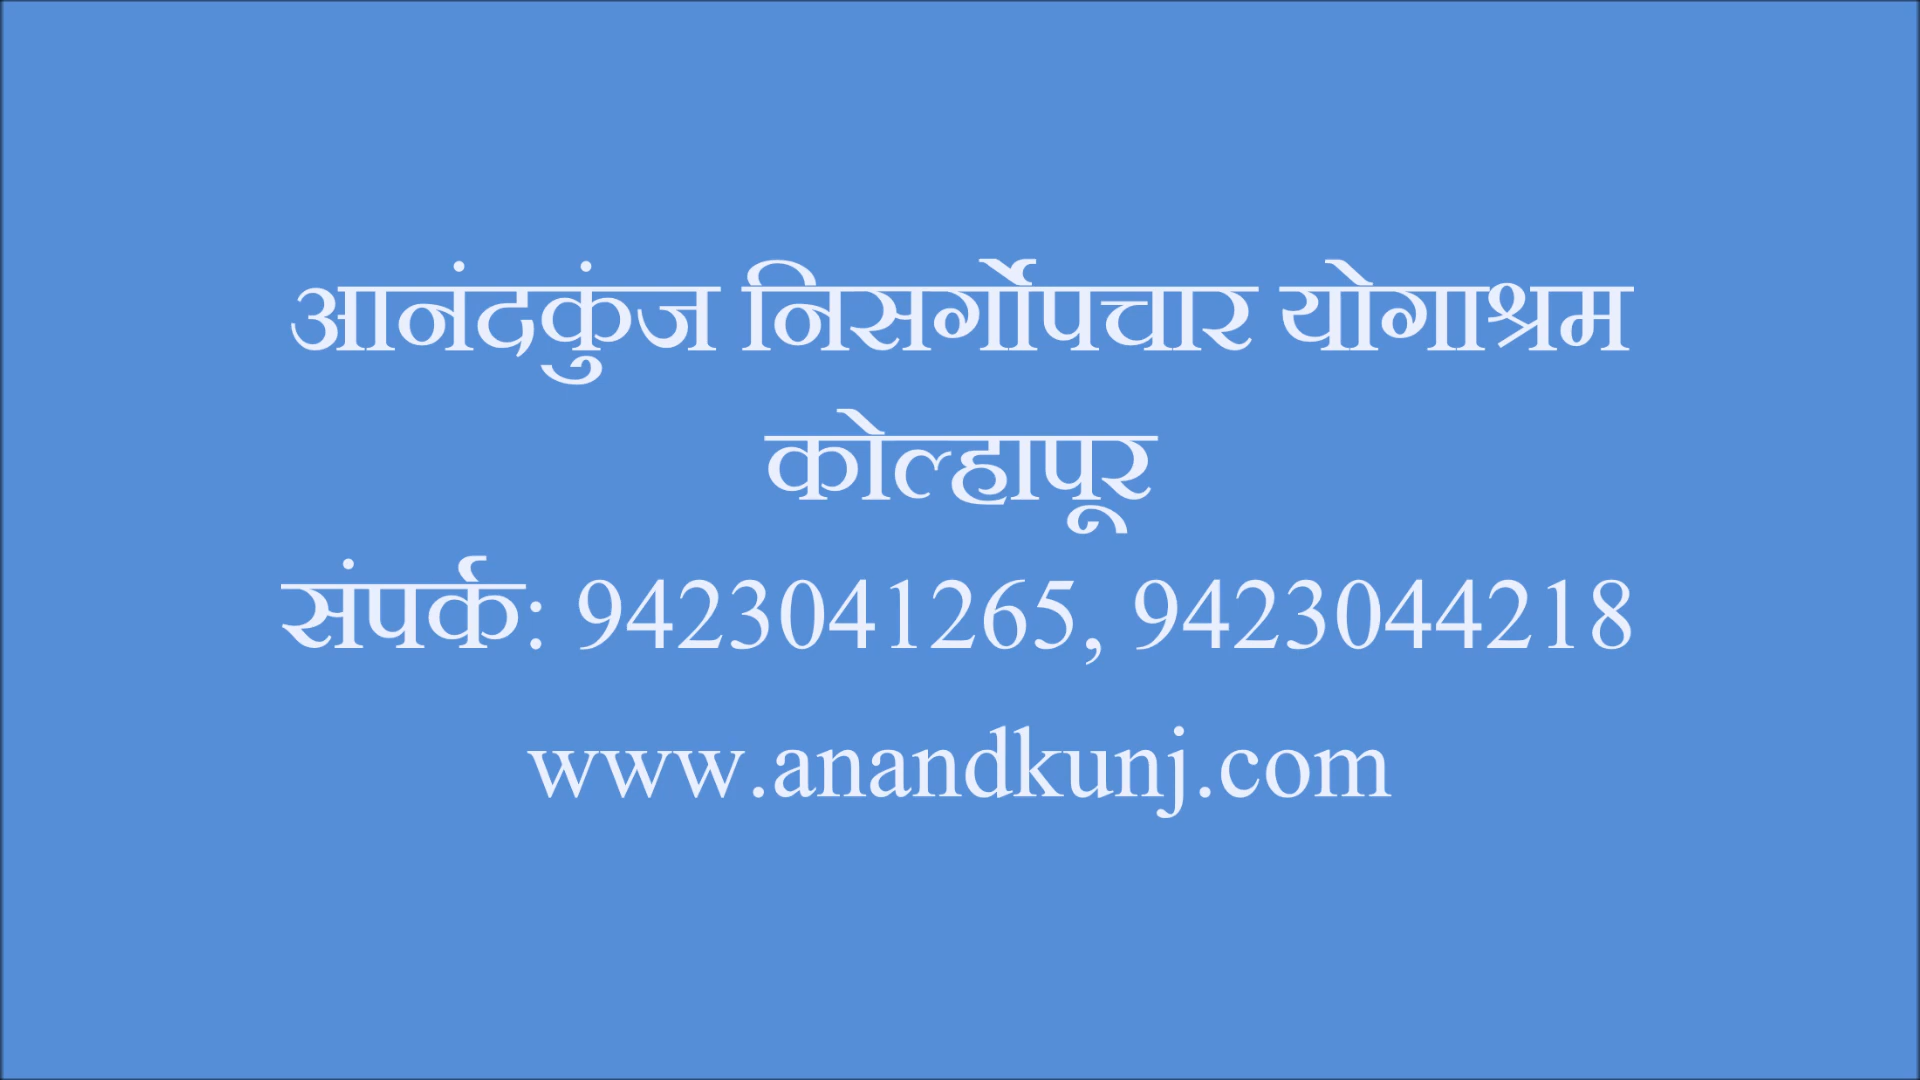 आनंदकुंज निसर्गोपचार योगाश्रम
कोल्हापूर
संपर्क: 9423041265, 9423044218
www.anandkunj.com